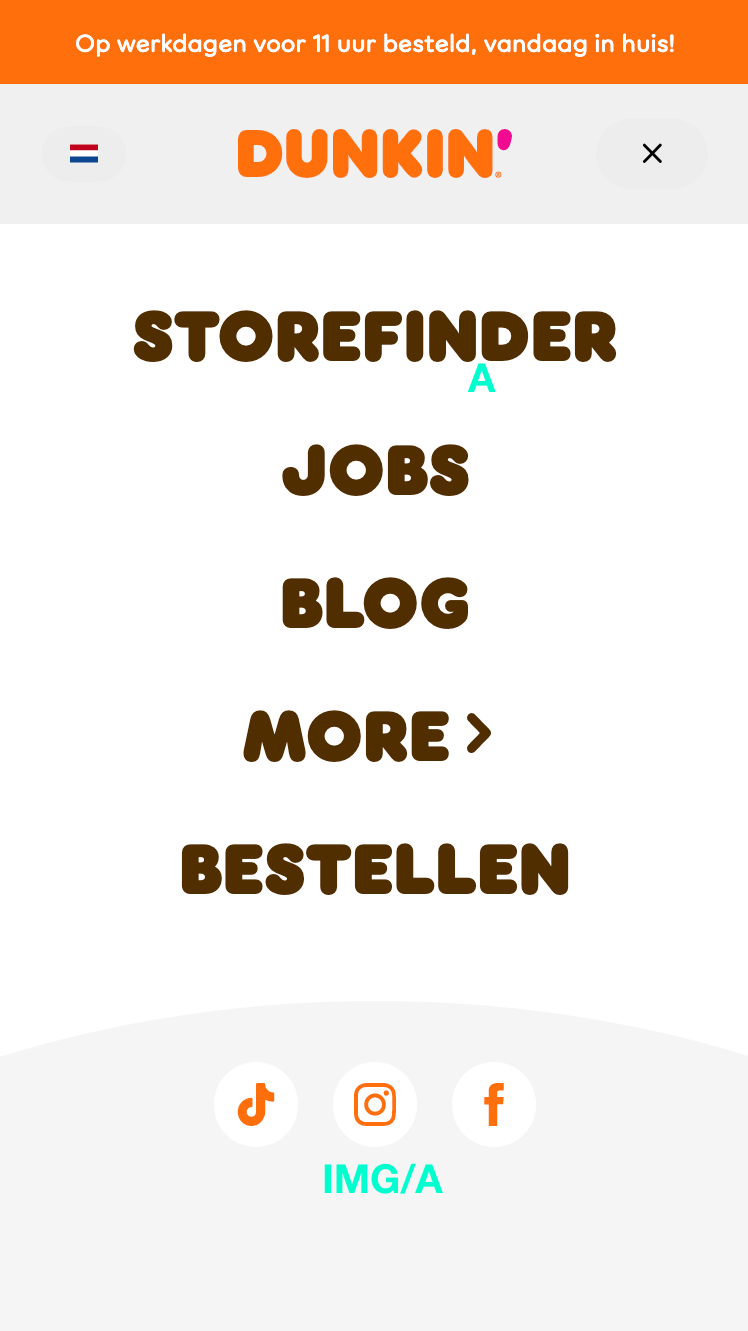 Op werkdagen voor 11 uur besteld, vandaag in huis!
DUNKIN'®
STOREFINDER
A
JOBS
BLOG
MORE >
BESTELLEN
IMG/A